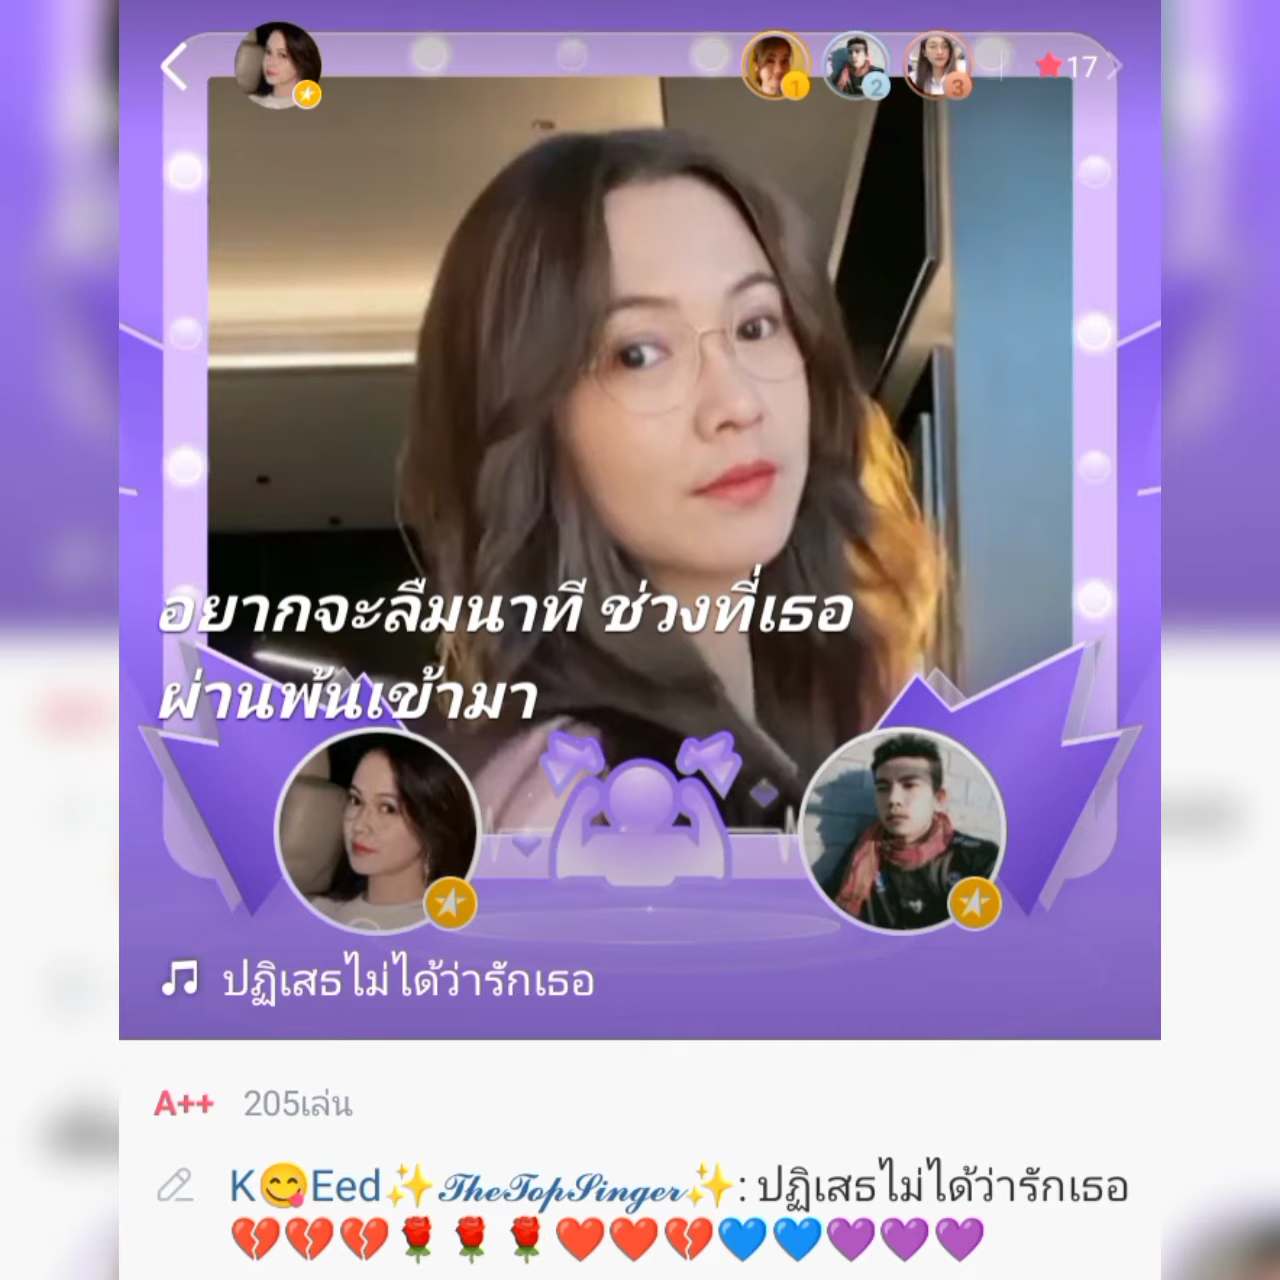 1
2
3
17
อยากจะลืมนาที ช่วงที่เธอ
ผ่านพ้นเข้ามา
ปฏิเสธไม่ได้ว่ารักเธอ
A++ 205เล่น
K😋Eed✨𝓣𝓱𝓮𝓣𝓸𝓹𝓢𝓲𝓷𝓰𝓮𝓻✨: ปฏิเสธไม่ได้ว่ารักเธอ
💔💔💔🌹🌹🌹❤️❤️💔💙💙💜💜💜